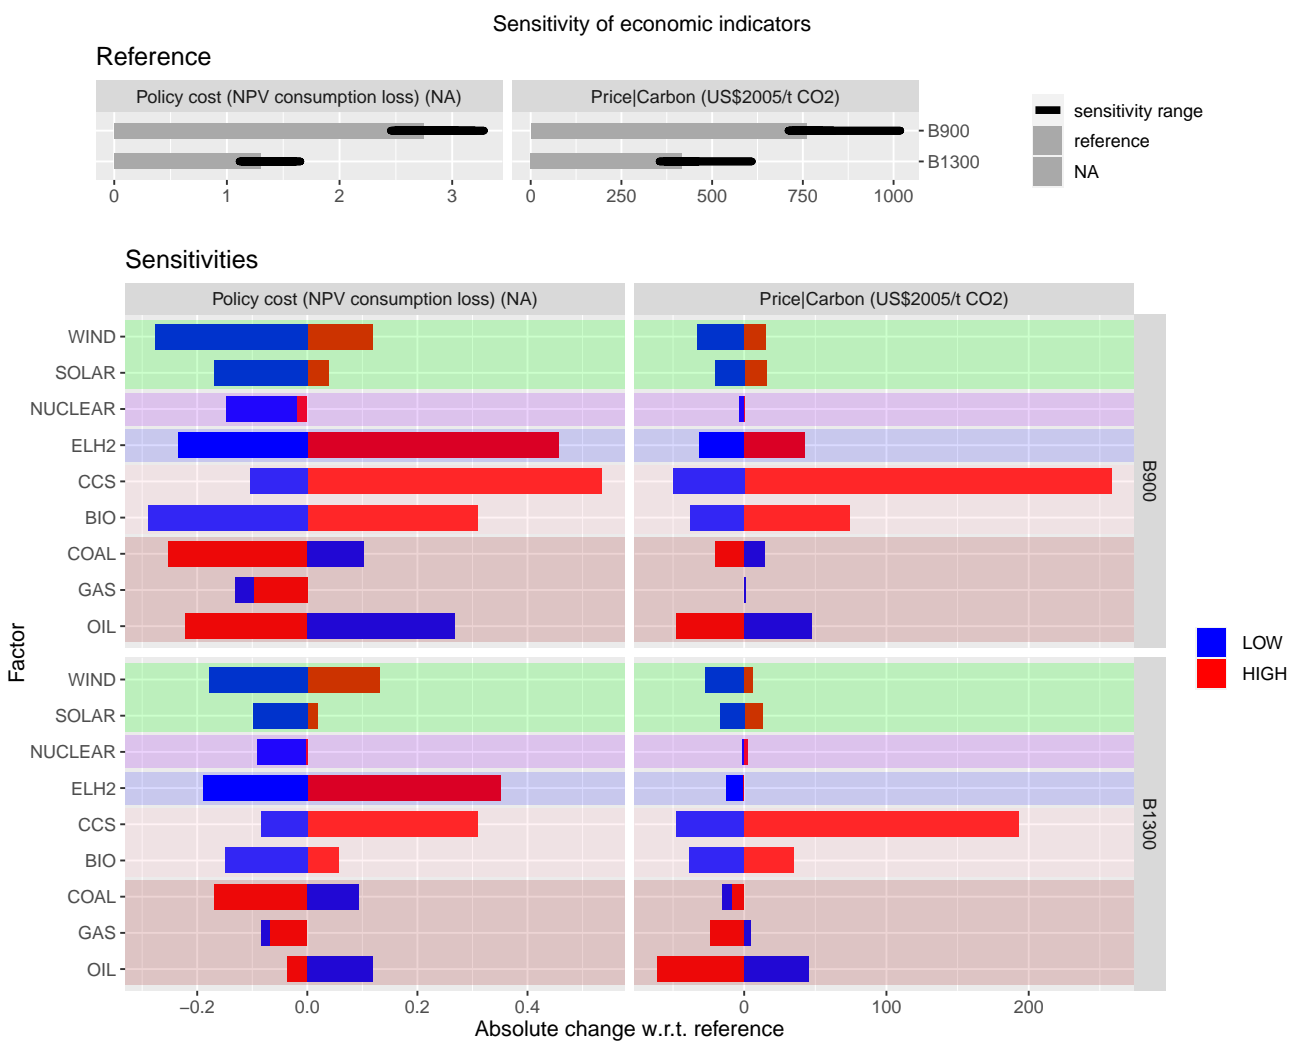 Sensitivity of economic indicators
Reference
Policy cost (NPV consumption loss) (NA)
Price|Carbon (US$2005/t CO2)
B900
B1300
0 1 2 3
0 250 500 750 1000
sensitivity range
reference
NA
Sensitivities
Policy cost (NPV consumption loss) (NA)
Price|Carbon (US$2005/t CO2)
WIND
SOLAR
NUCLEAR
ELH2
CCS
BIO
COAL
GAS
OIL
B900
WIND
SOLAR
NUCLEAR
ELH2
CCS
BIO
COAL
GAS
OIL
B1300
Factor
−0.2 0.0 0.2 0.4
0 100 200
Absolute change w.r.t. reference
LOW
HIGH